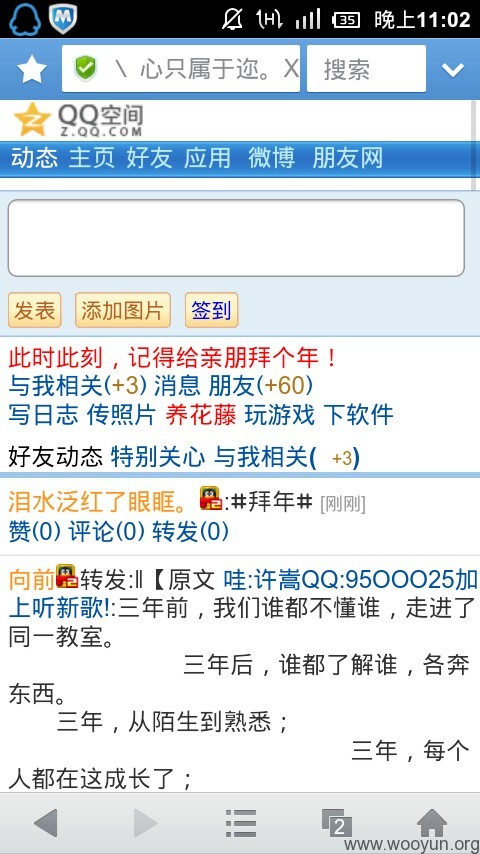 35 晚上11:02
\ 心只属于迩。X 搜索
QQ空间
Z.QQ.COM
动态 主页 好友 应用 微博 朋友网
发表 添加图片 签到
此时此刻，记得给亲朋拜个年！
与我相关(+3) 消息 朋友(+60)
写日志 传照片 养花藤 玩游戏 下软件
好友动态 特别关心 与我相关( +3)
泪水泛红了眼眶。:#拜年# [刚刚]
赞(0) 评论(0) 转发(0)
向前转发:‖【原文 哇:许嵩QQ:95OOO25加
上听新歌!:三年前，我们谁都不懂谁，走进了
同一教室。
三年后，谁都了解谁，各奔
东西。
三年，从陌生到熟悉；
三年，每个
人都在这成长了；
2
www.wooyun.org